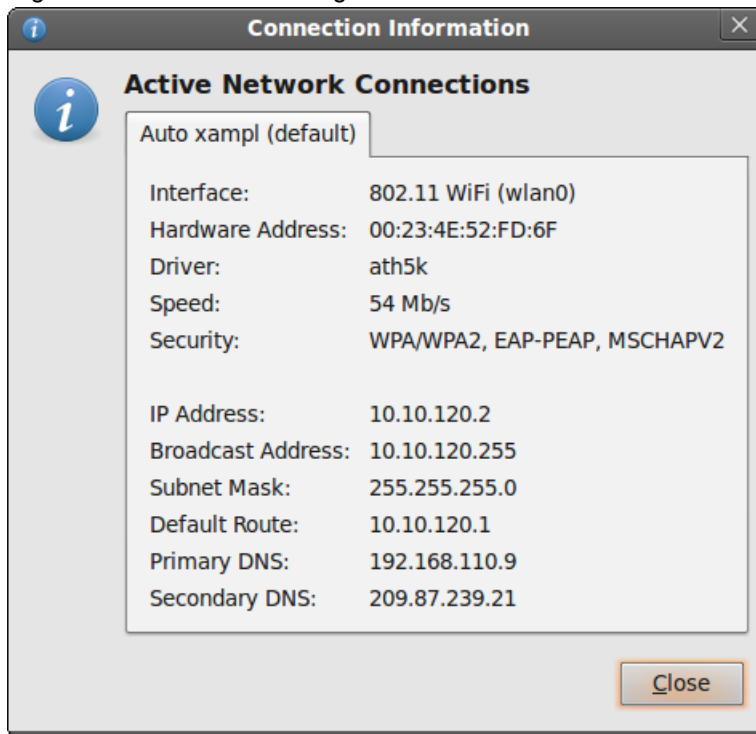 Connection Information
Active Network Connections
Auto xampl (default)
Interface: 802.11 WiFi (wlan0)
Hardware Address: 00:23:4E:52:FD:6F
Driver: ath5k
Speed: 54 Mb/s
Security: WPA/WPA2, EAP-PEAP, MSCHAPV2
IP Address: 10.10.120.2
Broadcast Address: 10.10.120.255
Subnet Mask: 255.255.255.0
Default Route: 10.10.120.1
Primary DNS: 192.168.110.9
Secondary DNS: 209.87.239.21
Close